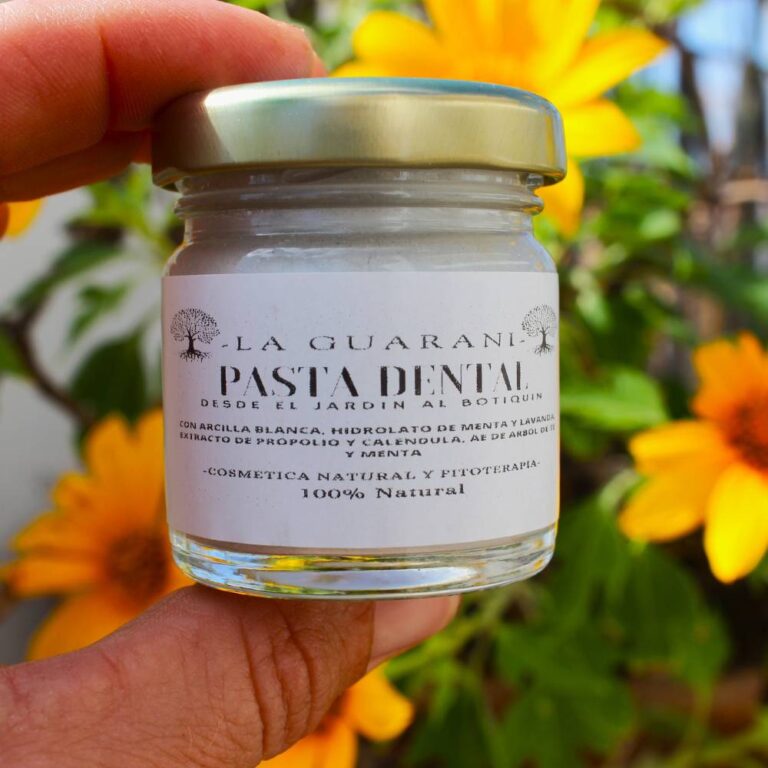 -LA GUARANI-
PASTA DENTAL
DESDE EL JARDIN AL BOTIQUIN
CON ARCILLA BLANCA, HIDROLATO DE MENTA Y LAVANDA,
EXTRACTO DE PROPOLIO Y CALENDULA, AE DE ARBOL DE TE
Y MENTA
-COSMETICA NATURAL Y FITOTERAPIA-
100% Natural